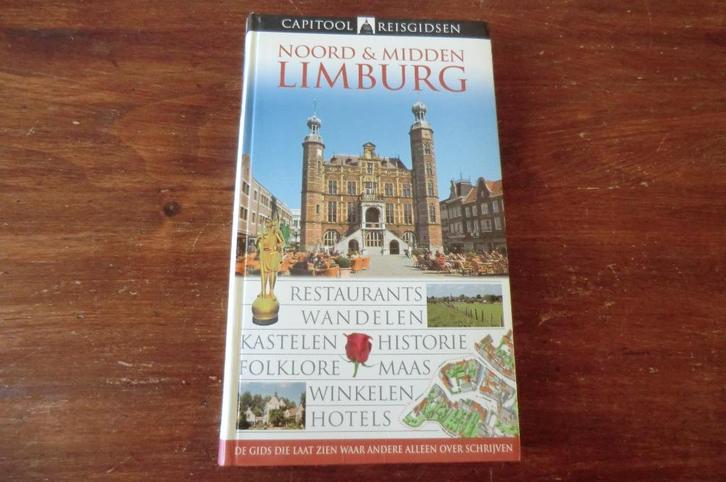 CAPITOOL REISGIDSEN
NOORD & MIDDEN
LIMBURG
RESTAURANTS
WANDELEN
KASTELEN HISTORIE
FOLKLORE MAAS
WINKELEN
HOTELS
DE GIDS DIE LAAT ZIEN WAAR ANDERE ALLEEN OVER SCHRIJVEN